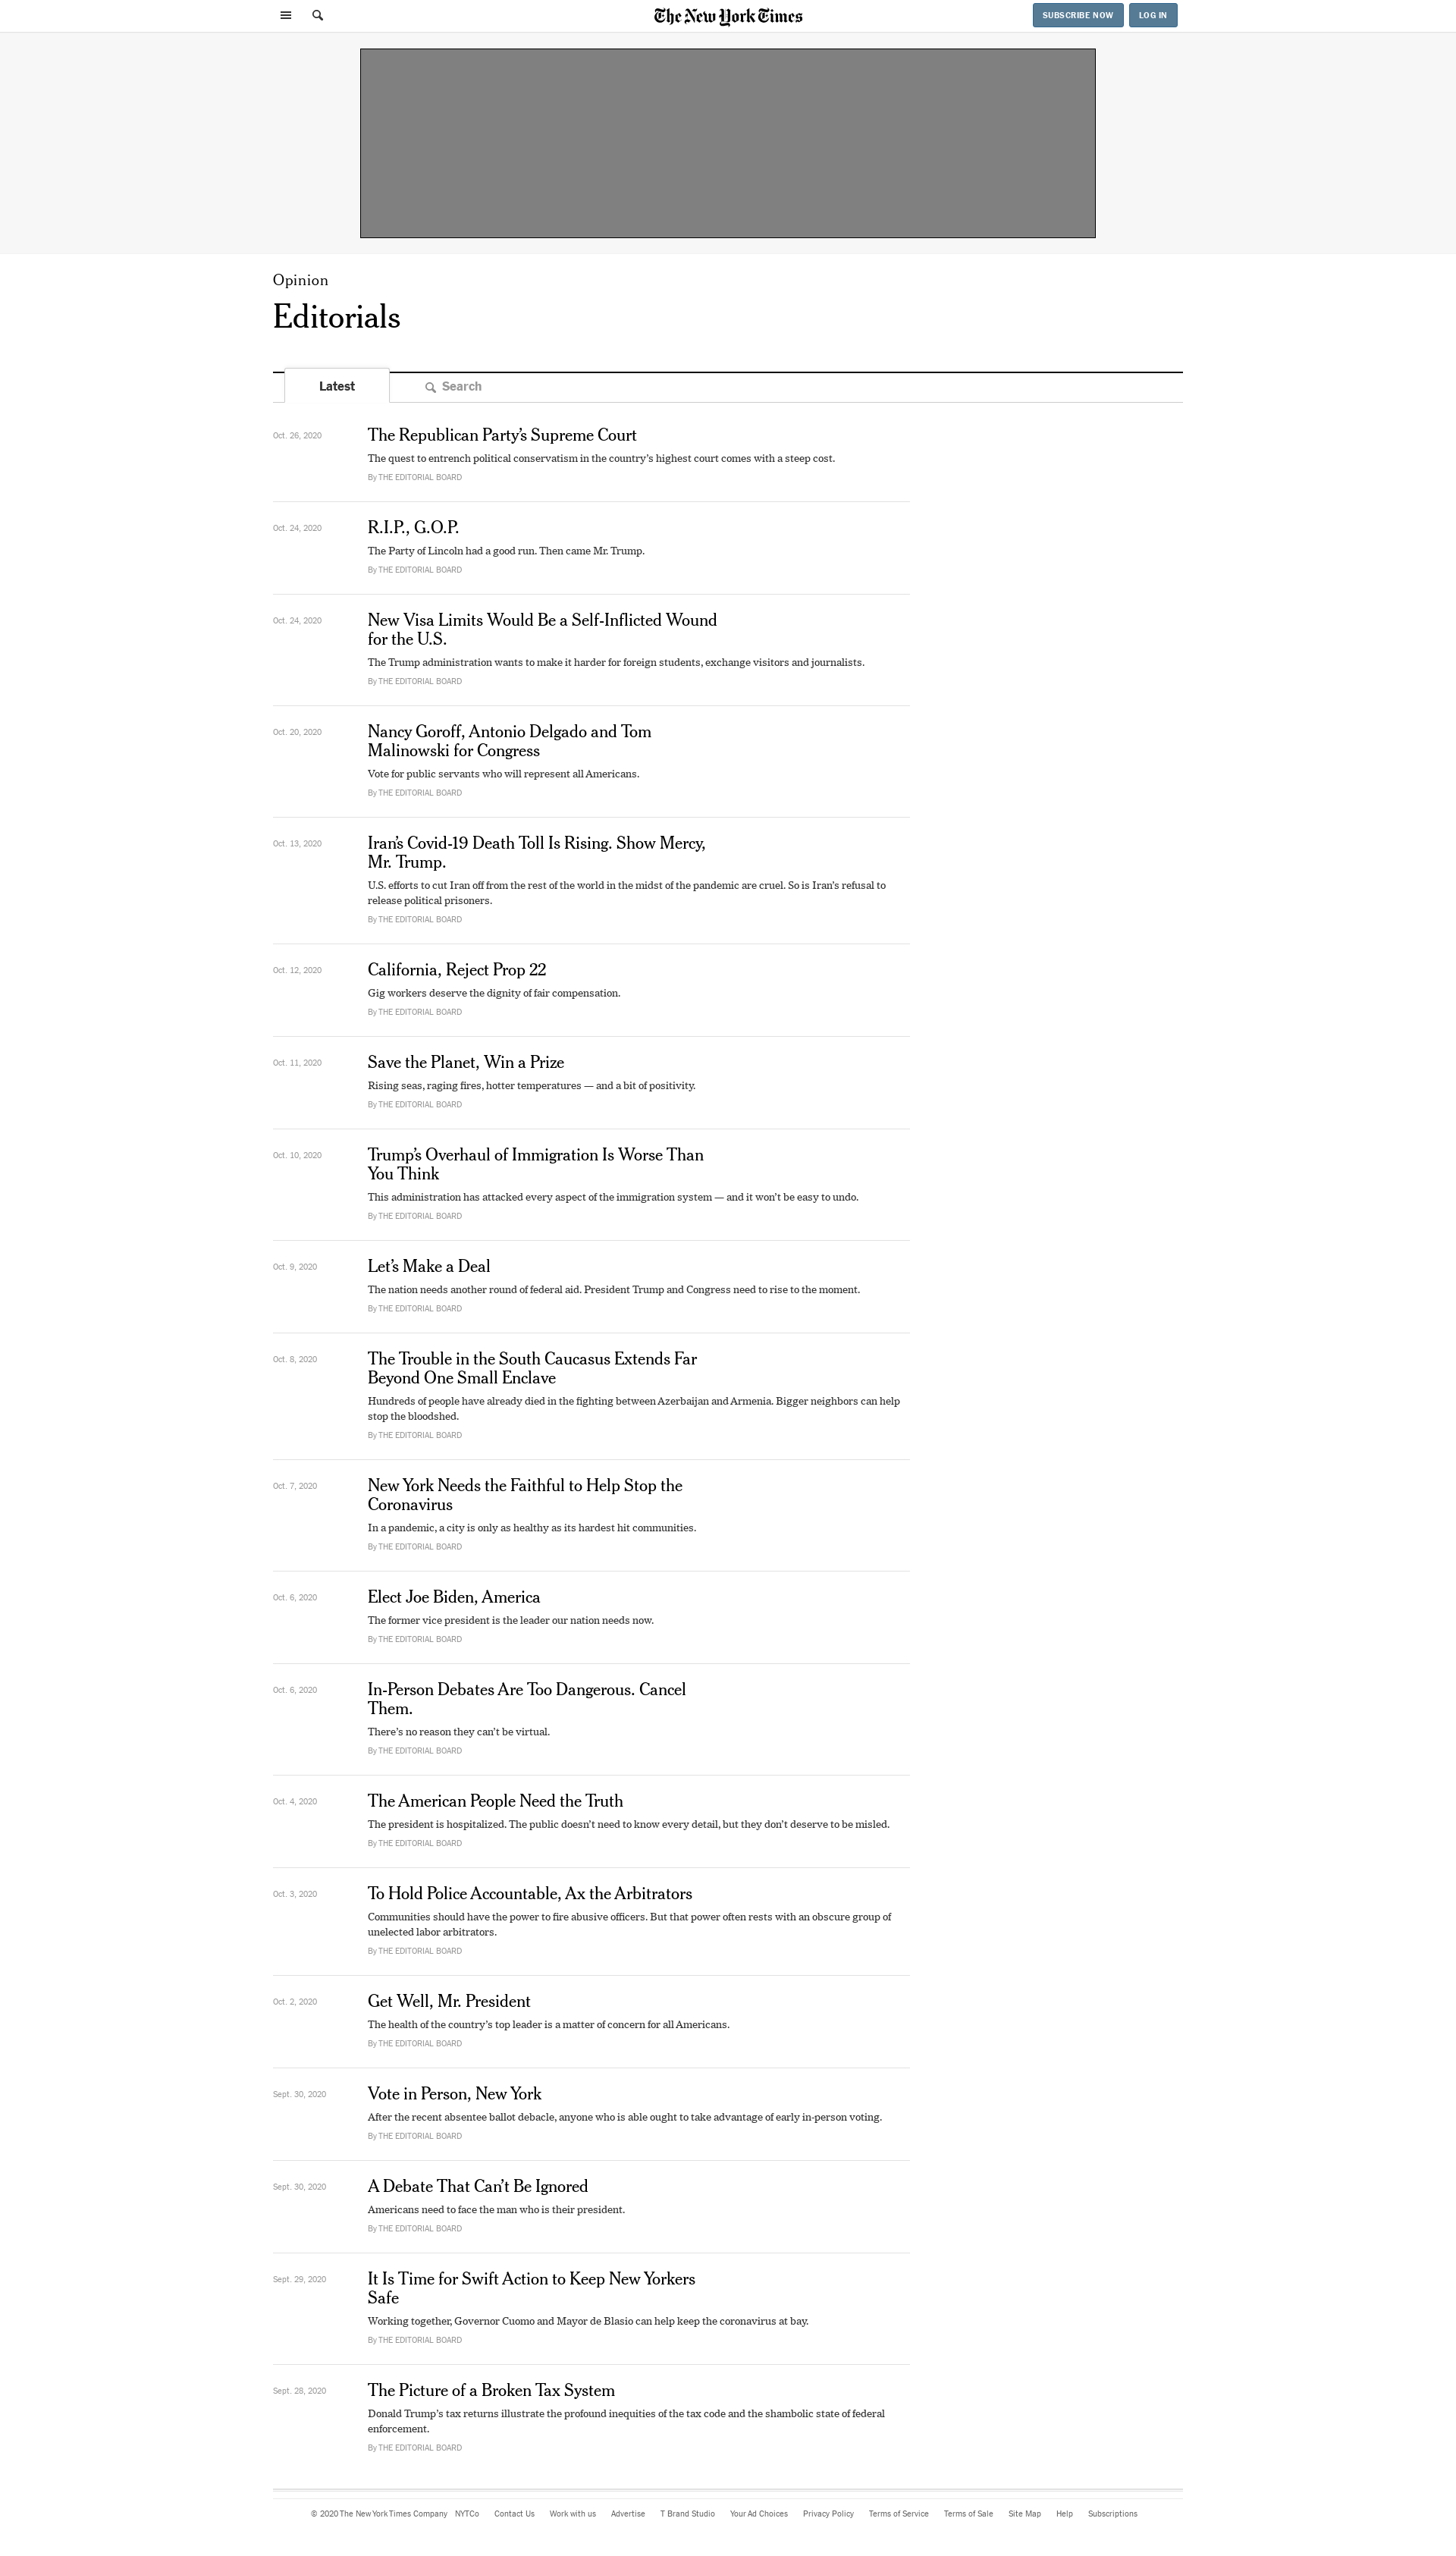 The New York Times
SUBSCRIBE NOW
LOG IN
Opinion
Editorials
Latest
Search
Oct. 26, 2020
The Republican Party’s Supreme Court
The quest to entrench political conservatism in the country’s highest court comes with a steep cost.
By THE EDITORIAL BOARD
Oct. 24, 2020
R.I.P., G.O.P.
The Party of Lincoln had a good run. Then came Mr. Trump.
By THE EDITORIAL BOARD
Oct. 24, 2020
New Visa Limits Would Be a Self-Inflicted Wound
for the U.S.
The Trump administration wants to make it harder for foreign students, exchange visitors and journalists.
By THE EDITORIAL BOARD
Oct. 20, 2020
Nancy Goroff, Antonio Delgado and Tom
Malinowski for Congress
Vote for public servants who will represent all Americans.
By THE EDITORIAL BOARD
Oct. 13, 2020
Iran’s Covid-19 Death Toll Is Rising. Show Mercy,
Mr. Trump.
U.S. efforts to cut Iran off from the rest of the world in the midst of the pandemic are cruel. So is Iran’s refusal to
release political prisoners.
By THE EDITORIAL BOARD
Oct. 12, 2020
California, Reject Prop 22
Gig workers deserve the dignity of fair compensation.
By THE EDITORIAL BOARD
Oct. 11, 2020
Save the Planet, Win a Prize
Rising seas, raging fires, hotter temperatures — and a bit of positivity.
By THE EDITORIAL BOARD
Oct. 10, 2020
Trump’s Overhaul of Immigration Is Worse Than
You Think
This administration has attacked every aspect of the immigration system — and it won’t be easy to undo.
By THE EDITORIAL BOARD
Oct. 9, 2020
Let’s Make a Deal
The nation needs another round of federal aid. President Trump and Congress need to rise to the moment.
By THE EDITORIAL BOARD
Oct. 8, 2020
The Trouble in the South Caucasus Extends Far
Beyond One Small Enclave
Hundreds of people have already died in the fighting between Azerbaijan and Armenia. Bigger neighbors can help
stop the bloodshed.
By THE EDITORIAL BOARD
Oct. 7, 2020
New York Needs the Faithful to Help Stop the
Coronavirus
In a pandemic, a city is only as healthy as its hardest hit communities.
By THE EDITORIAL BOARD
Oct. 6, 2020
Elect Joe Biden, America
The former vice president is the leader our nation needs now.
By THE EDITORIAL BOARD
Oct. 6, 2020
In-Person Debates Are Too Dangerous. Cancel
Them.
There’s no reason they can’t be virtual.
By THE EDITORIAL BOARD
Oct. 4, 2020
The American People Need the Truth
The president is hospitalized. The public doesn’t need to know every detail, but they don’t deserve to be misled.
By THE EDITORIAL BOARD
Oct. 3, 2020
To Hold Police Accountable, Ax the Arbitrators
Communities should have the power to fire abusive officers. But that power often rests with an obscure group of
unelected labor arbitrators.
By THE EDITORIAL BOARD
Oct. 2, 2020
Get Well, Mr. President
The health of the country’s top leader is a matter of concern for all Americans.
By THE EDITORIAL BOARD
Sept. 30, 2020
Vote in Person, New York
After the recent absentee ballot debacle, anyone who is able ought to take advantage of early in-person voting.
By THE EDITORIAL BOARD
Sept. 30, 2020
A Debate That Can’t Be Ignored
Americans need to face the man who is their president.
By THE EDITORIAL BOARD
Sept. 29, 2020
It Is Time for Swift Action to Keep New Yorkers
Safe
Working together, Governor Cuomo and Mayor de Blasio can help keep the coronavirus at bay.
By THE EDITORIAL BOARD
Sept. 28, 2020
The Picture of a Broken Tax System
Donald Trump’s tax returns illustrate the profound inequities of the tax code and the shambolic state of federal
enforcement.
By THE EDITORIAL BOARD
© 2020 The New York Times Company NYTCo Contact Us Work with us Advertise T Brand Studio Your Ad Choices Privacy Policy Terms of Service Terms of Sale Site Map Help Subscriptions